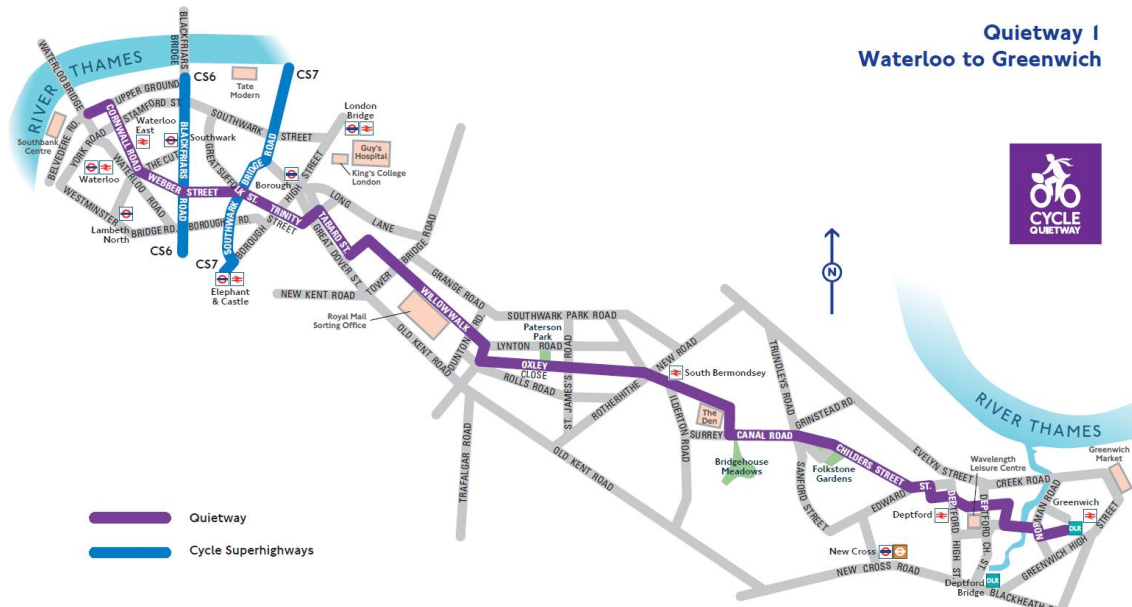 Quietway 1
Waterloo to Greenwich
CYCLE
QUIETWAY
N
RIVER THAMES
WATERLOO BRIDGE
BLACKFRIARS
BRIDGE
CS6
CS7
Tate
Modern
UPPER GROUND
STAMFORD ST.
CORNWALL ROAD
Southbank
Centre
BELVEDERE RD.
YORK ROAD
Waterloo
East
Waterloo
THE CUT
WATERLOO ROAD
Southwark
BLACKFRIARS ROAD
SOUTHWARK STREET
GREAT SUFFOLK ST.
SOUTHWARK BRIDGE ROAD
WEBBER STREET
WESTMINSTER BRIDGE RD.
Lambeth
North
BOROUGH RD.
CS6
CS7
Elephant
& Castle
Borough
BOROUGH HIGH STREET
London
Bridge
Guy's
Hospital
King's College
London
TRINITY STREET
TABARD ST.
LONG LANE
GREAT DOVER ST.
TOWER BRIDGE ROAD
NEW KENT ROAD
Royal Mail
Sorting Office
WILLOW WALK
GRANGE ROAD
OLD KENT ROAD
DUNTON RD.
SOUTHWARK PARK ROAD
Paterson
Park
LYNTON ROAD
OXLEY
CLOSE
ROLLS ROAD
ST. JAMES'S ROAD
ROTHERHITHE NEW ROAD
South Bermondsey
TRAFALGAR ROAD
OLD KENT ROAD
ILDERTON ROAD
The
Den
SURREY CANAL ROAD
Bridgehouse
Meadows
TRUNDLEYS ROAD
GRINSTEAD RD.
SANFORD STREET
Folkstone
Gardens
CHILDERS STREET
EVELYN STREET
RIVER THAMES
Wavelength
Leisure Centre
Greenwich
Market
CREEK ROAD
EDWARD ST.
Deptford
DEPTFORD HIGH ST.
DEPTFORD CH. ST.
NORMAN ROAD
Greenwich
DLR
GREENWICH HIGH STREET
New Cross
NEW CROSS ROAD
Deptford
Bridge
DLR
BLACKHEATH
Quietway
Cycle Superhighways